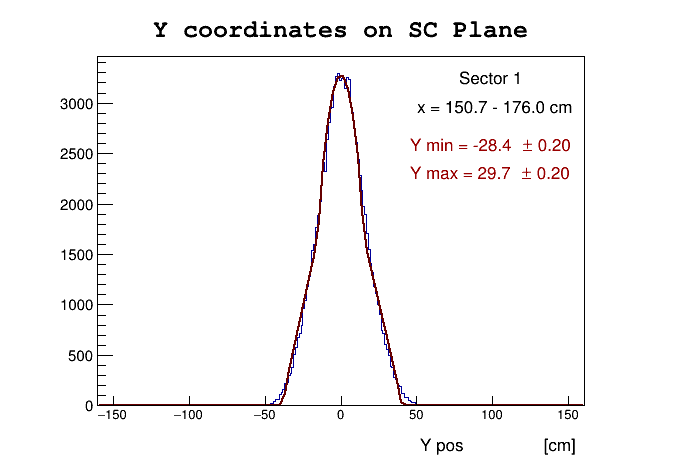 Y coordinates on SC Plane
Sector 1
x = 150.7 - 176.0 cm
Y min = -28.4 ± 0.20
Y max = 29.7 ± 0.20
3000
2500
2000
1500
1000
500
0
−150 −100 −50 0 50 100 150
Y pos [cm]